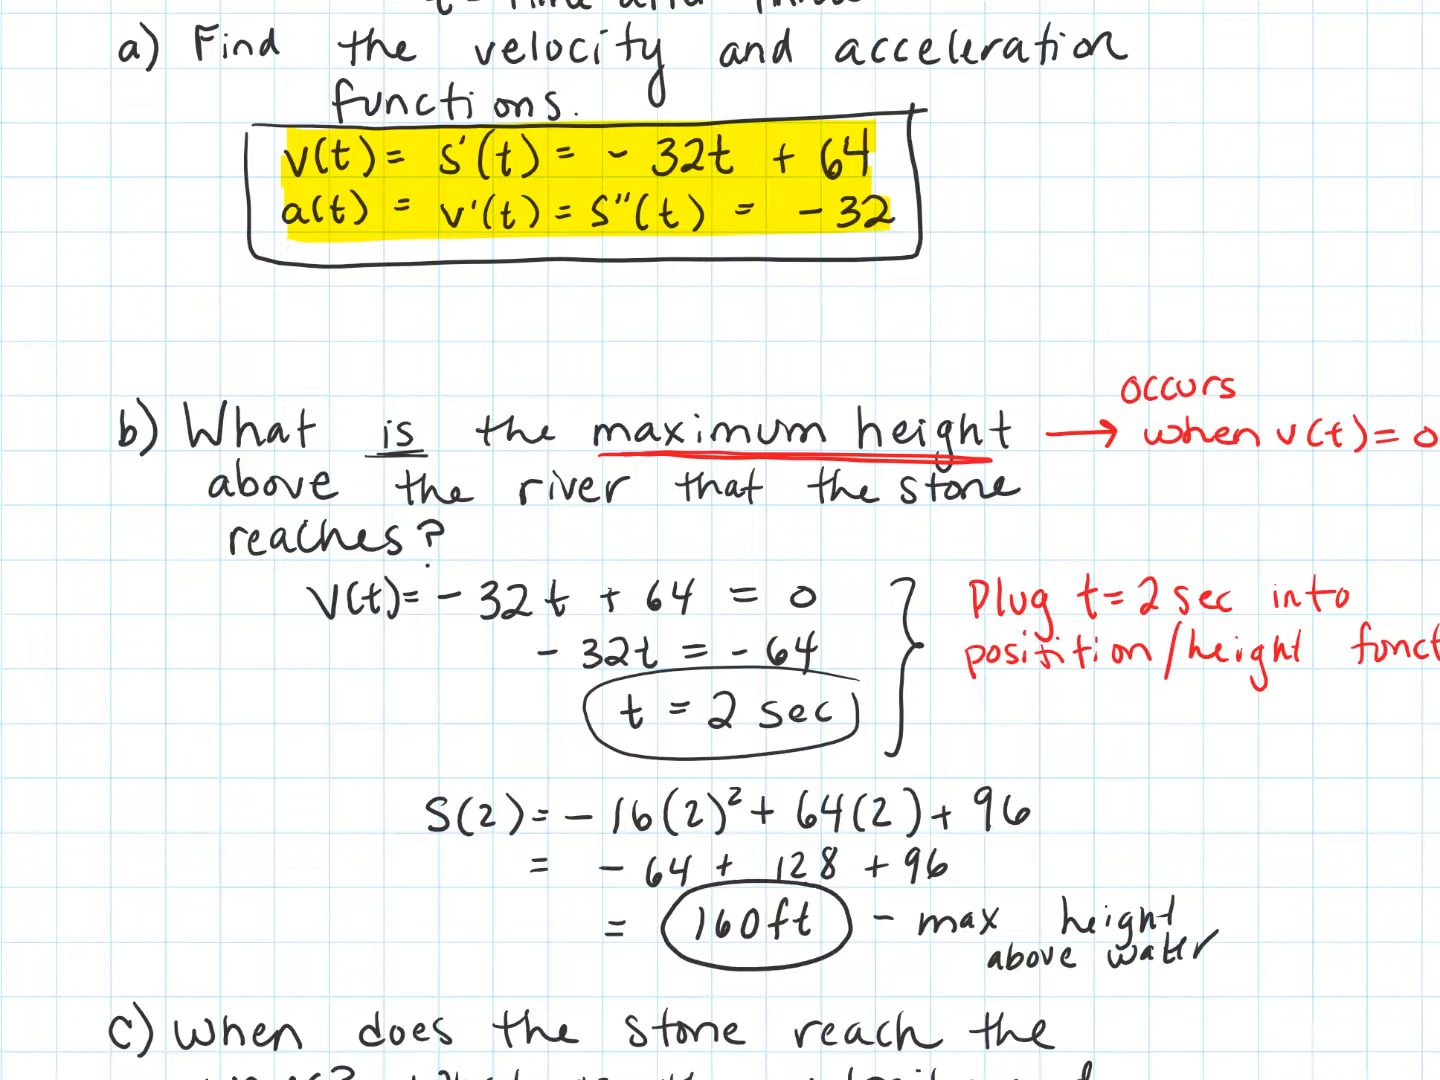 a) Find the velocity and acceleration
functions.
v(t) = s'(t) = - 32t + 64
a(t) = v'(t) = s''(t) = - 32
occurs
b) What is the maximum height → when v(t) = 0
above the river that the stone
reaches?
v(t) = - 32t + 64 = 0
Plug t = 2 sec into
- 32t = - 64
posistition/height funct
t = 2 sec
S(2) = - 16(2)² + 64(2) + 96
= - 64 + 128 + 96
= 160ft - max height
above water
c) When does the stone reach the